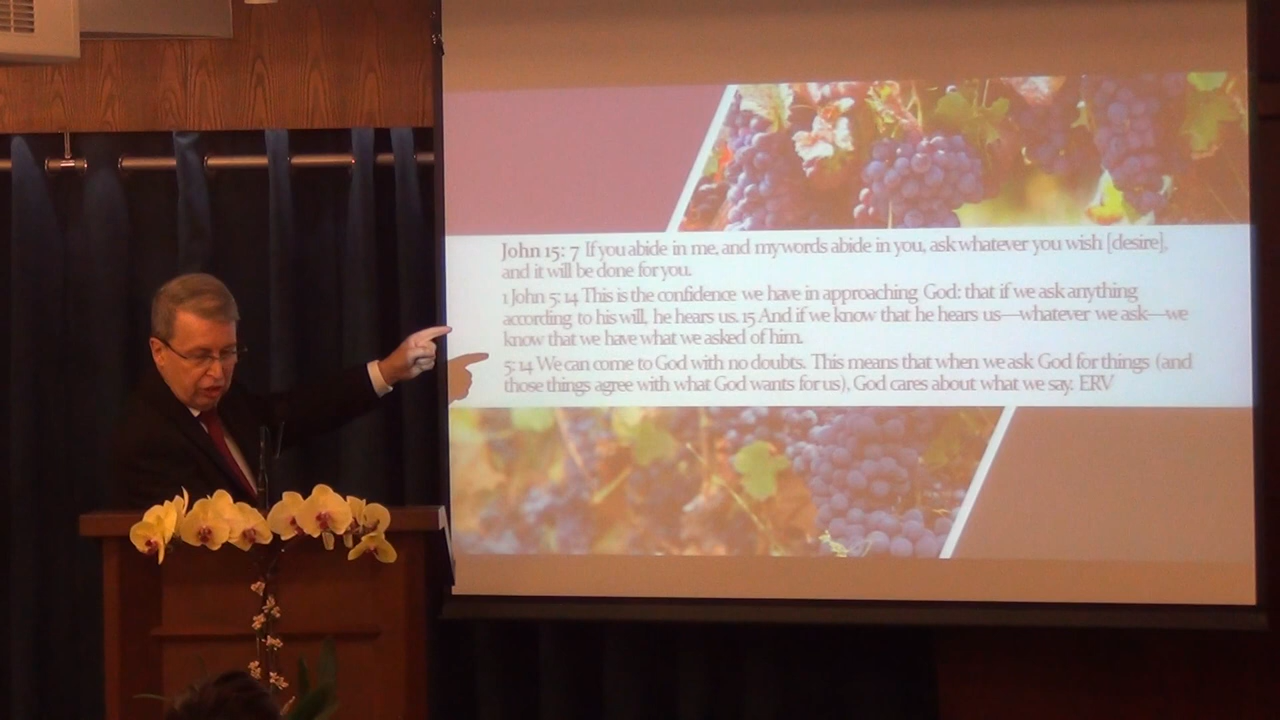 John 15: 7 If you abide in me, and my words abide in you, ask whatever you wish [desire],
and it will be done for you.
1 John 5: 14 This is the confidence we have in approaching God: that if we ask anything
according to his will, he hears us. 15 And if we know that he hears us—whatever we ask—we
know that we have what we asked of him.
5: 14 We can come to God with no doubts. This means that when we ask God for things (and
those things agree with what God wants for us), God cares about what we say. ERV